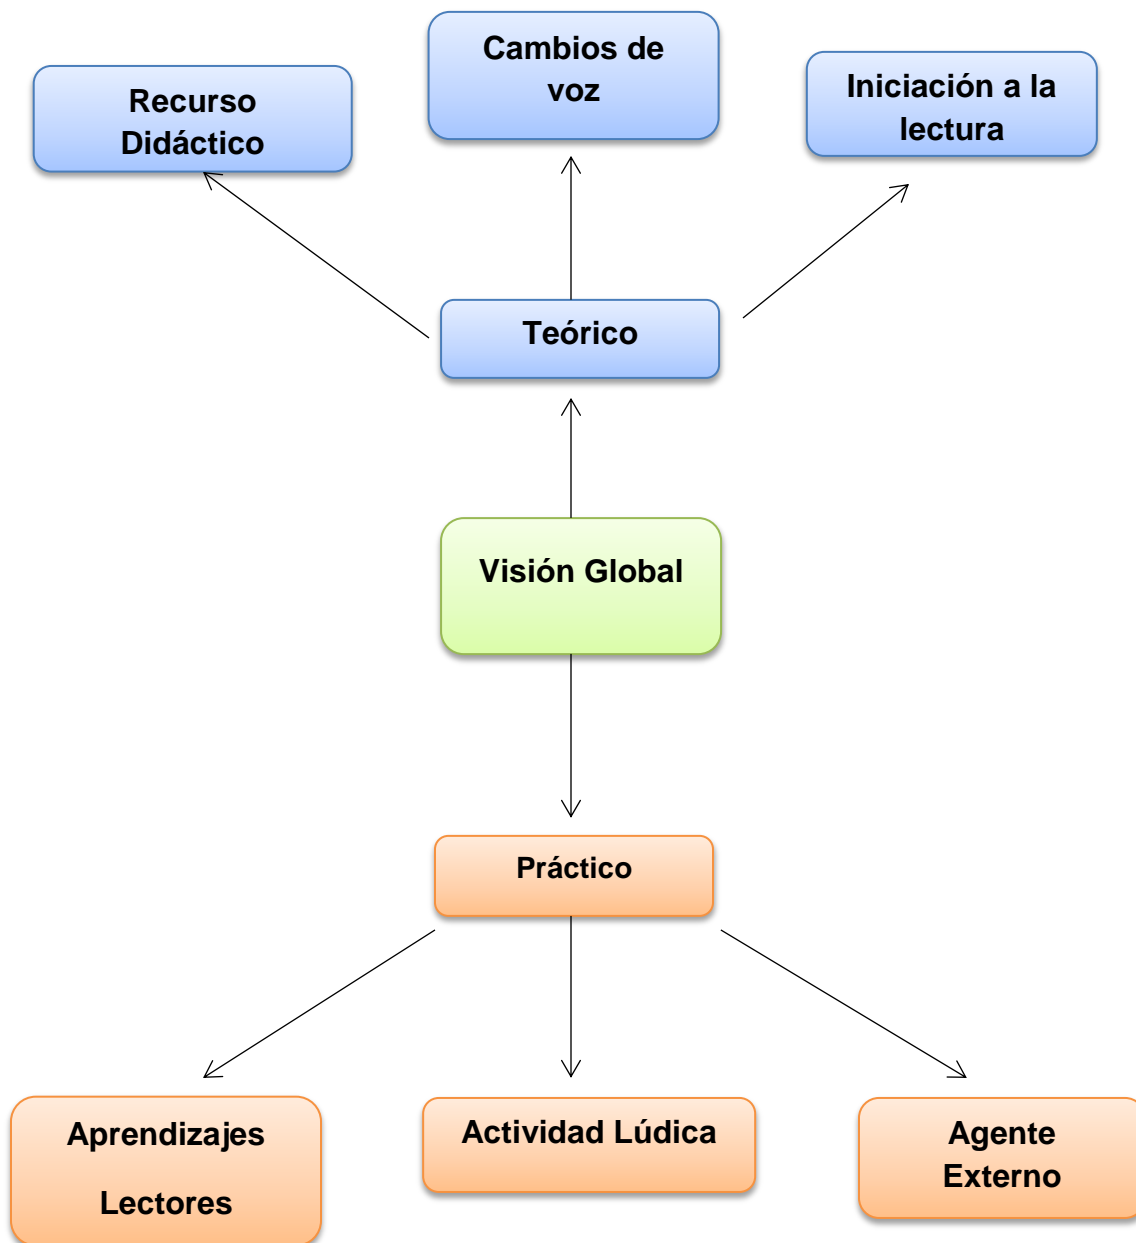 Recurso
Didáctico
Cambios de
voz
Iniciación a la
lectura
Teórico
Visión Global
Práctico
Aprendizajes
Lectores
Actividad Lúdica
Agente
Externo